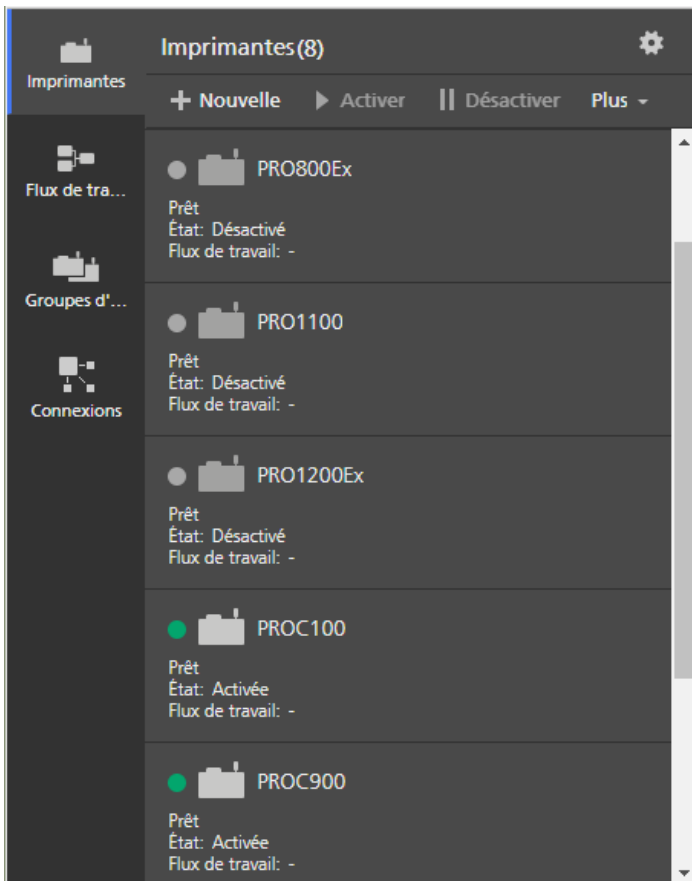 Imprimantes
Flux de tra...
Groupes d'...
Connexions
Imprimantes(8)
Nouvelle Activer Désactiver Plus
PRO800Ex
Prêt
État: Désactivé
Flux de travail: -
PRO1100
Prêt
État: Désactivé
Flux de travail: -
PRO1200Ex
Prêt
État: Désactivé
Flux de travail: -
PROC100
Prêt
État: Activée
Flux de travail: -
PROC900
Prêt
État: Activée
Flux de travail: -